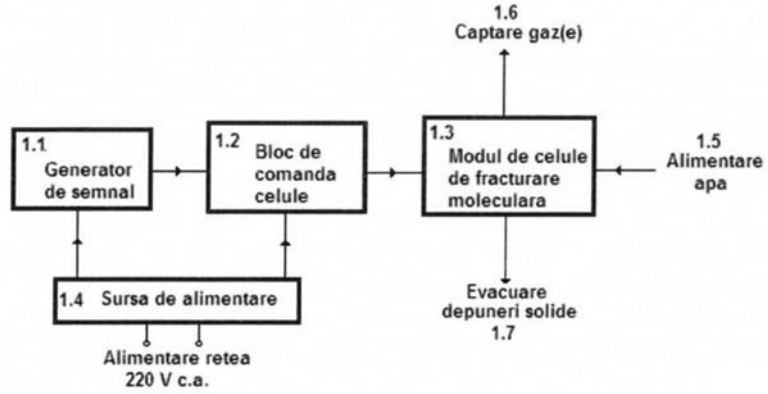 1.6
Captare gaz(e)
1.1
Generator
de semnal
1.2
Bloc de
comanda
celule
1.3
Modul de celule
de fracturare
moleculara
1.5
Alimentare
apa
1.4 Sursa de alimentare
Alimentare retea
220 V c.a.
Evacuare
depuneri solide
1.7